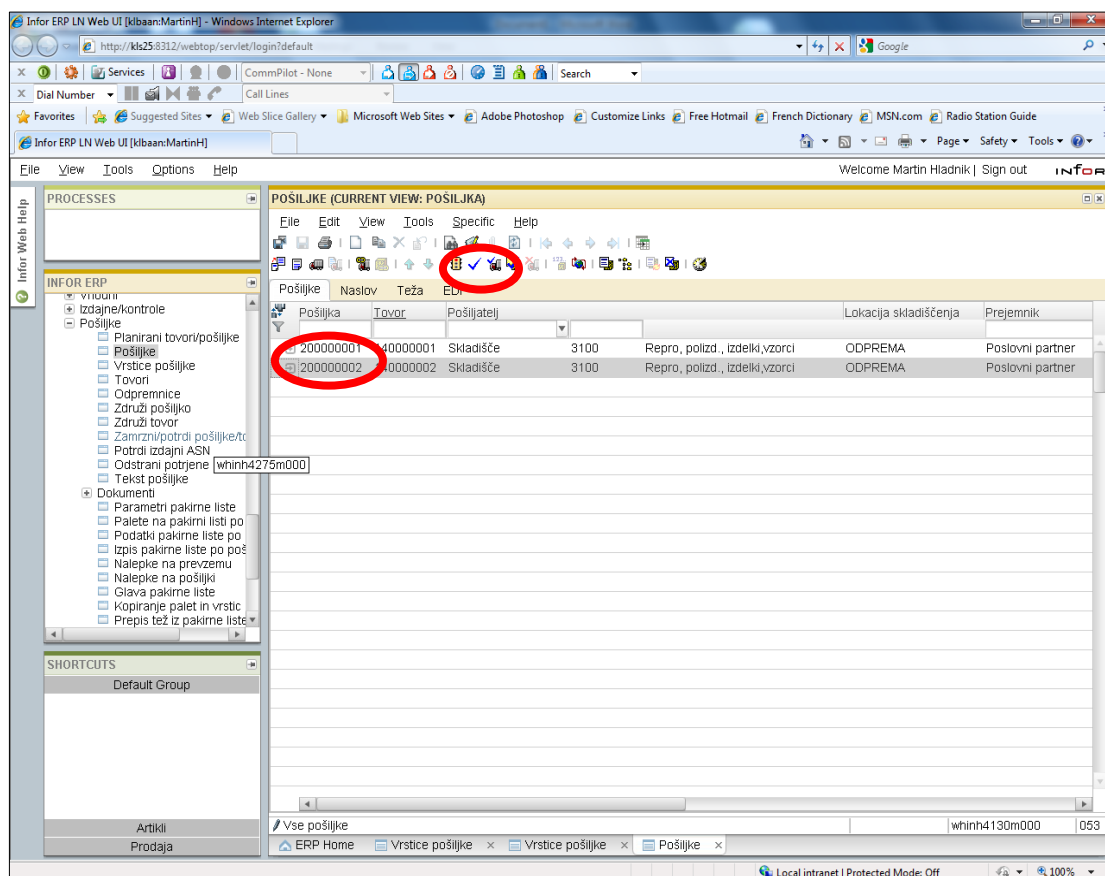 Infor ERP LN Web UI [klbaan:MartinH] - Windows Internet Explorer
http://kls25:8312/webtop/servlet/login?default
Google
Services
CommPilot - None
Search
Dial Number
Call Lines
Favorites Suggested Sites Web Slice Gallery Microsoft Web Sites Adobe Photoshop Customize Links Free Hotmail French Dictionary MSN.com Radio Station Guide
Infor ERP LN Web UI [klbaan:MartinH]
Page Safety Tools
File View Tools Options Help
Welcome Martin Hladnik | Sign out
infor
Infor Web Help
PROCESSES
INFOR ERP
Vhodni
Izdajne/kontrole
Pošiljke
Planirani tovori/pošiljke
Pošiljke
Vrstice pošiljke
Tovori
Odpremnice
Združi pošiljko
Združi tovor
Zamrzni/potrdi pošiljke/to
Potrdi izdajni ASN
Odstrani potrjene
whinh4275m000
Tekst pošiljke
Dokumenti
Parametri pakirne liste
Palete na pakirni listi po
Podatki pakirne liste po
Izpis pakirne liste po poš
Nalepke na prevzemu
Nalepke na pošiljki
Glava pakirne liste
Kopiranje palet in vrstic
Prepis tež iz pakirne liste
SHORTCUTS
Default Group
Artikli
Prodaja
POŠILJKE (CURRENT VIEW: POŠILJKA)
File Edit View Tools Specific Help
Pošiljke Naslov Teža EDI
Pošiljka Tovor Pošiljatelj Lokacija skladiščenja Prejemnik
200000001 40000001 Skladišče 3100 Repro, polizd., izdelki,vzorci ODPREMA Poslovni partner
200000002 40000002 Skladišče 3100 Repro, polizd., izdelki,vzorci ODPREMA Poslovni partner
Vse pošiljke whinh4130m000 053
ERP Home Vrstice pošiljke Vrstice pošiljke Pošiljke
Local intranet | Protected Mode: Off 100%